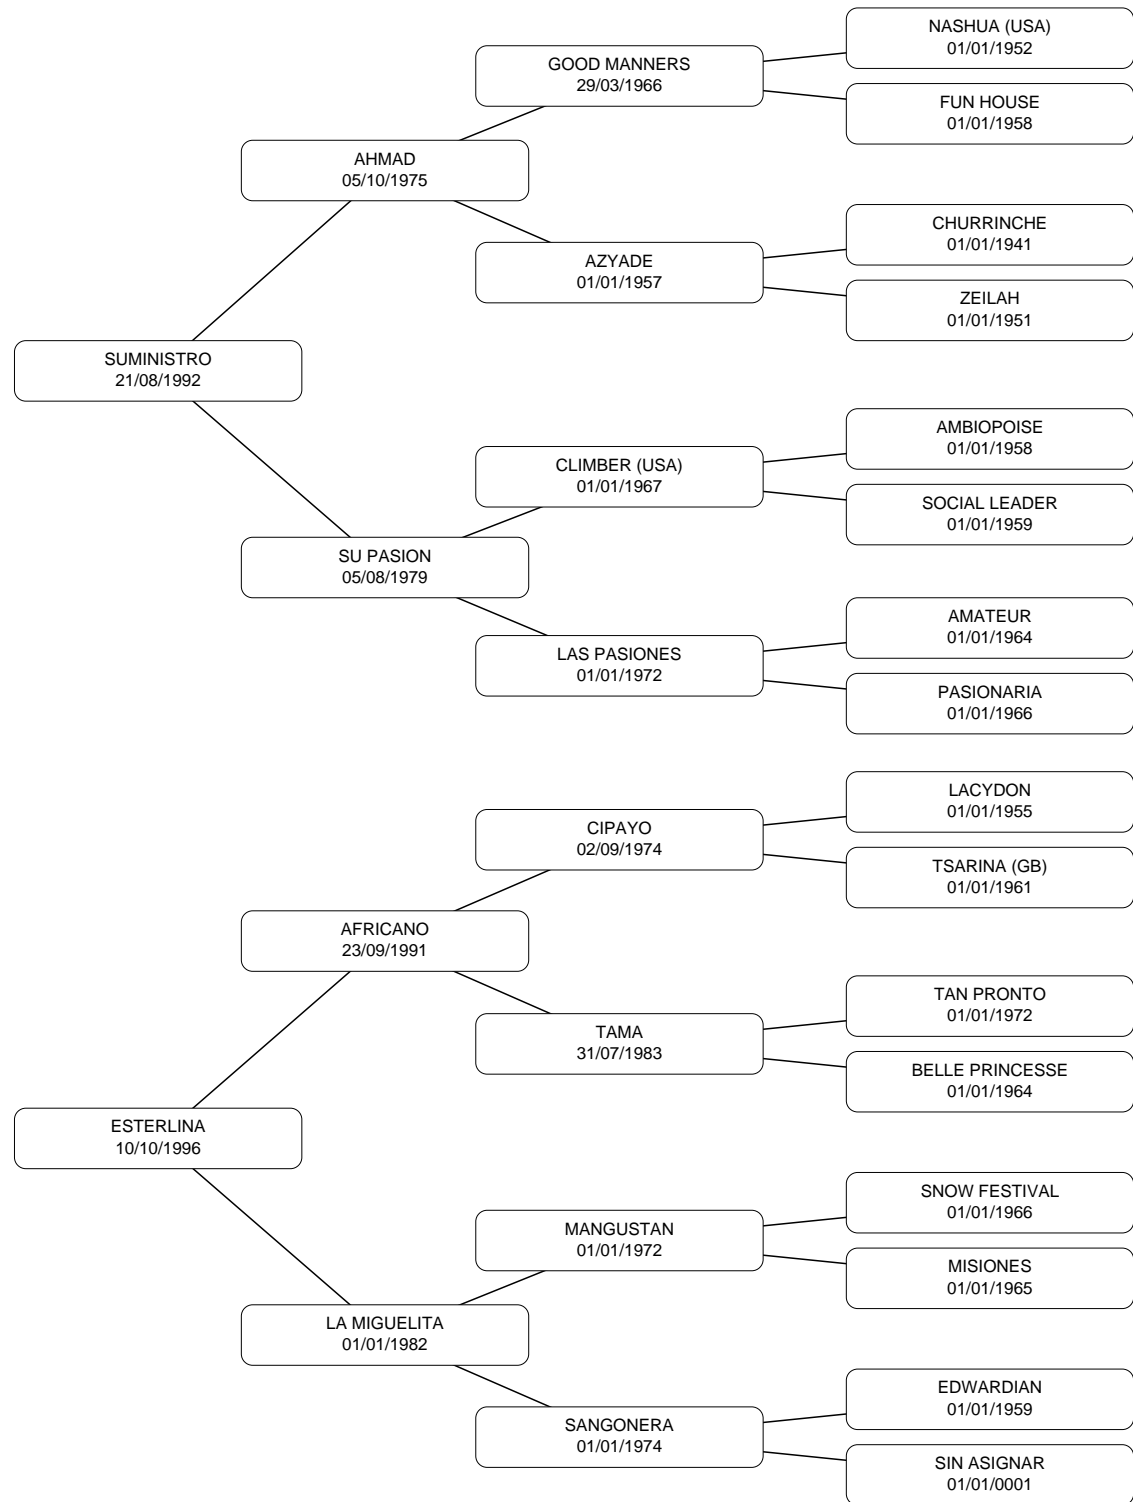 NASHUA (USA)
01/01/1952
GOOD MANNERS
29/03/1966
FUN HOUSE
01/01/1958
AHMAD
05/10/1975
CHURRINCHE
01/01/1941
AZYADE
01/01/1957
ZEILAH
01/01/1951
SUMINISTRO
21/08/1992
AMBIOPOISE
01/01/1958
CLIMBER (USA)
01/01/1967
SOCIAL LEADER
01/01/1959
SU PASION
05/08/1979
AMATEUR
01/01/1964
LAS PASIONES
01/01/1972
PASIONARIA
01/01/1966
LACYDON
01/01/1955
CIPAYO
02/09/1974
TSARINA (GB)
01/01/1961
AFRICANO
23/09/1991
TAN PRONTO
01/01/1972
TAMA
31/07/1983
BELLE PRINCESSE
01/01/1964
ESTERLINA
10/10/1996
SNOW FESTIVAL
01/01/1966
MANGUSTAN
01/01/1972
MISIONES
01/01/1965
LA MIGUELITA
01/01/1982
EDWARDIAN
01/01/1959
SANGONERA
01/01/1974
SIN ASIGNAR
01/01/0001